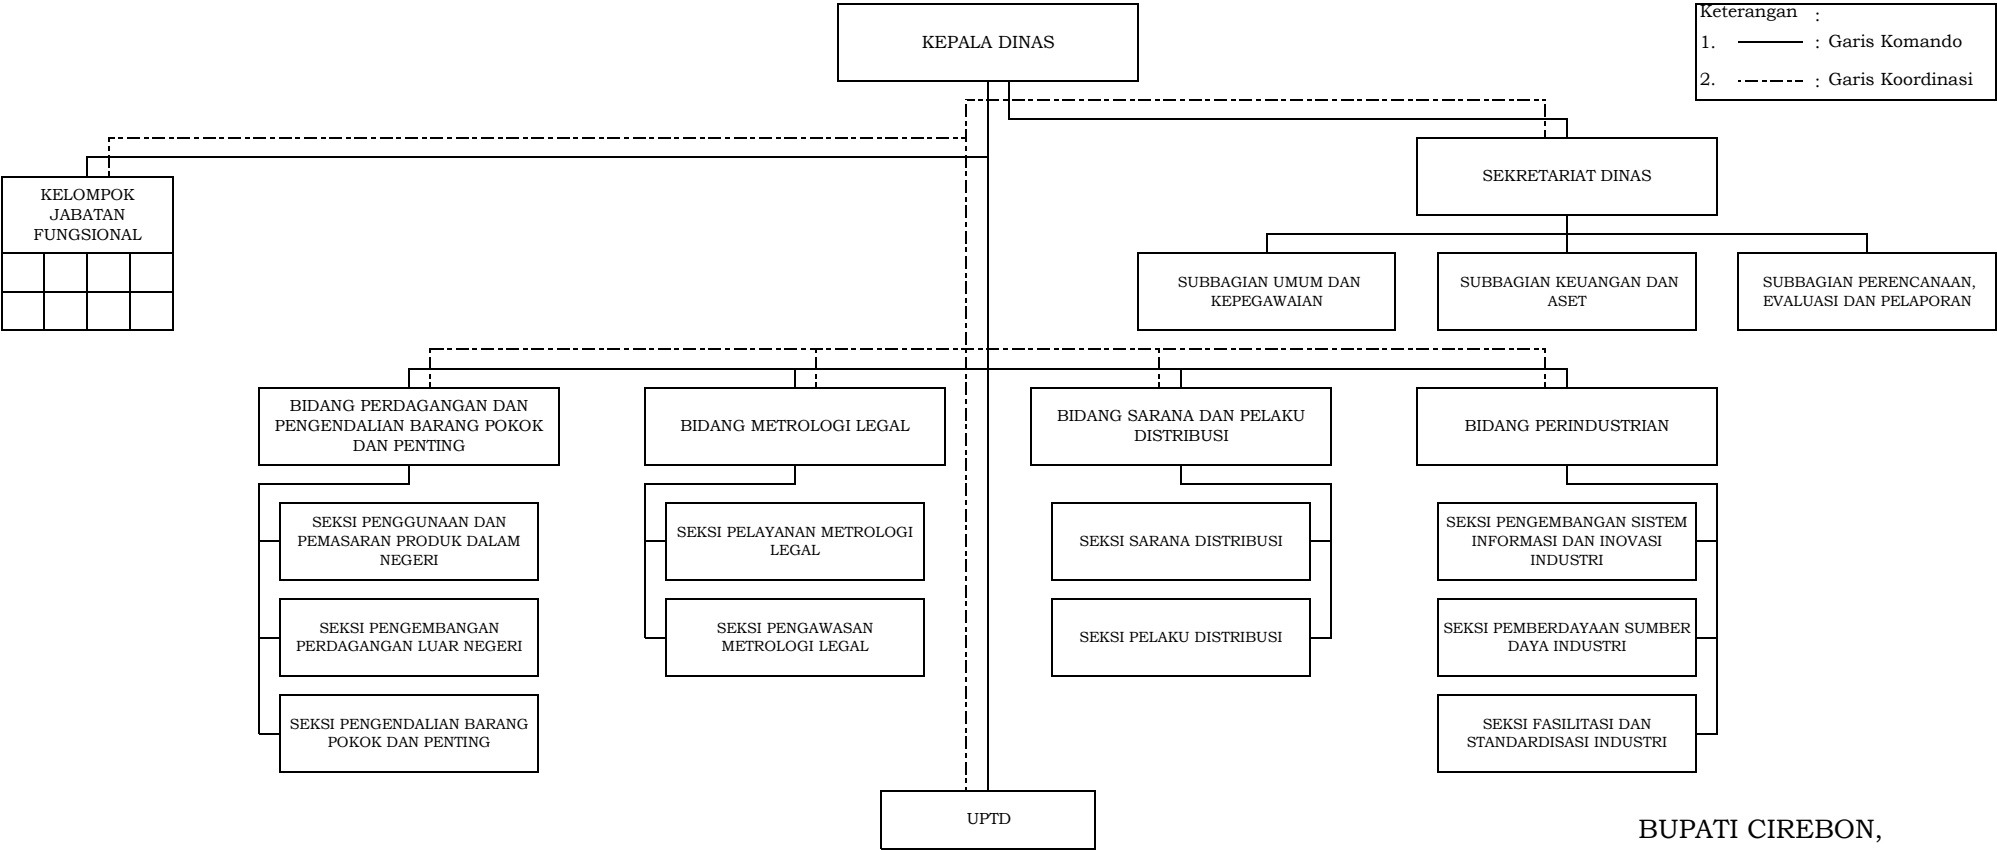 KEPALA DINAS
Keterangan :
1. : Garis Komando
2. : Garis Koordinasi
SEKRETARIAT DINAS
KELOMPOK
JABATAN
FUNGSIONAL
SUBBAGIAN UMUM DAN
KEPEGAWAIAN
SUBBAGIAN KEUANGAN DAN
ASET
SUBBAGIAN PERENCANAAN,
EVALUASI DAN PELAPORAN
BIDANG PERDAGANGAN DAN
PENGENDALIAN BARANG POKOK
DAN PENTING
BIDANG METROLOGI LEGAL
BIDANG SARANA DAN PELAKU
DISTRIBUSI
BIDANG PERINDUSTRIAN
SEKSI PENGGUNAAN DAN
PEMASARAN PRODUK DALAM
NEGERI
SEKSI PELAYANAN METROLOGI
LEGAL
SEKSI SARANA DISTRIBUSI
SEKSI PENGEMBANGAN SISTEM
INFORMASI DAN INOVASI
INDUSTRI
SEKSI PENGEMBANGAN
PERDAGANGAN LUAR NEGERI
SEKSI PENGAWASAN
METROLOGI LEGAL
SEKSI PELAKU DISTRIBUSI
SEKSI PEMBERDAYAAN SUMBER
DAYA INDUSTRI
SEKSI PENGENDALIAN BARANG
POKOK DAN PENTING
SEKSI FASILITASI DAN
STANDARDISASI INDUSTRI
UPTD
BUPATI CIREBON,